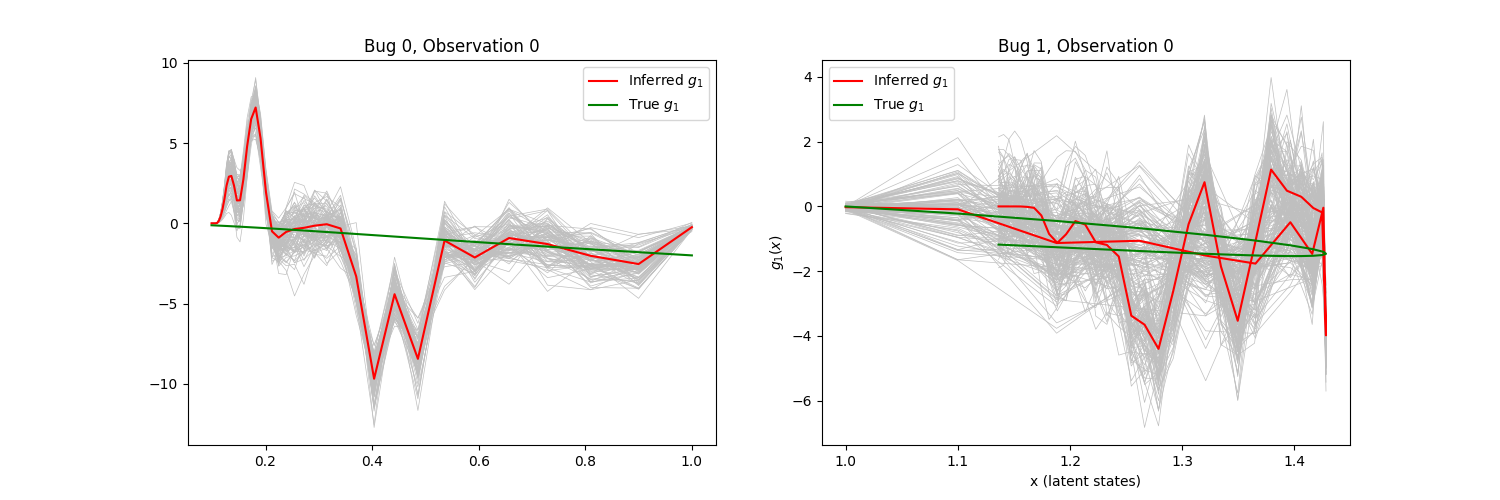 Bug 0, Observation 0
Inferred g₁
True g₁
10
5
0
−5
−10
0.2 0.4 0.6 0.8 1.0
Bug 1, Observation 0
Inferred g₁
True g₁
g₁(x)
4
2
0
−2
−4
−6
1.0 1.1 1.2 1.3 1.4
x (latent states)